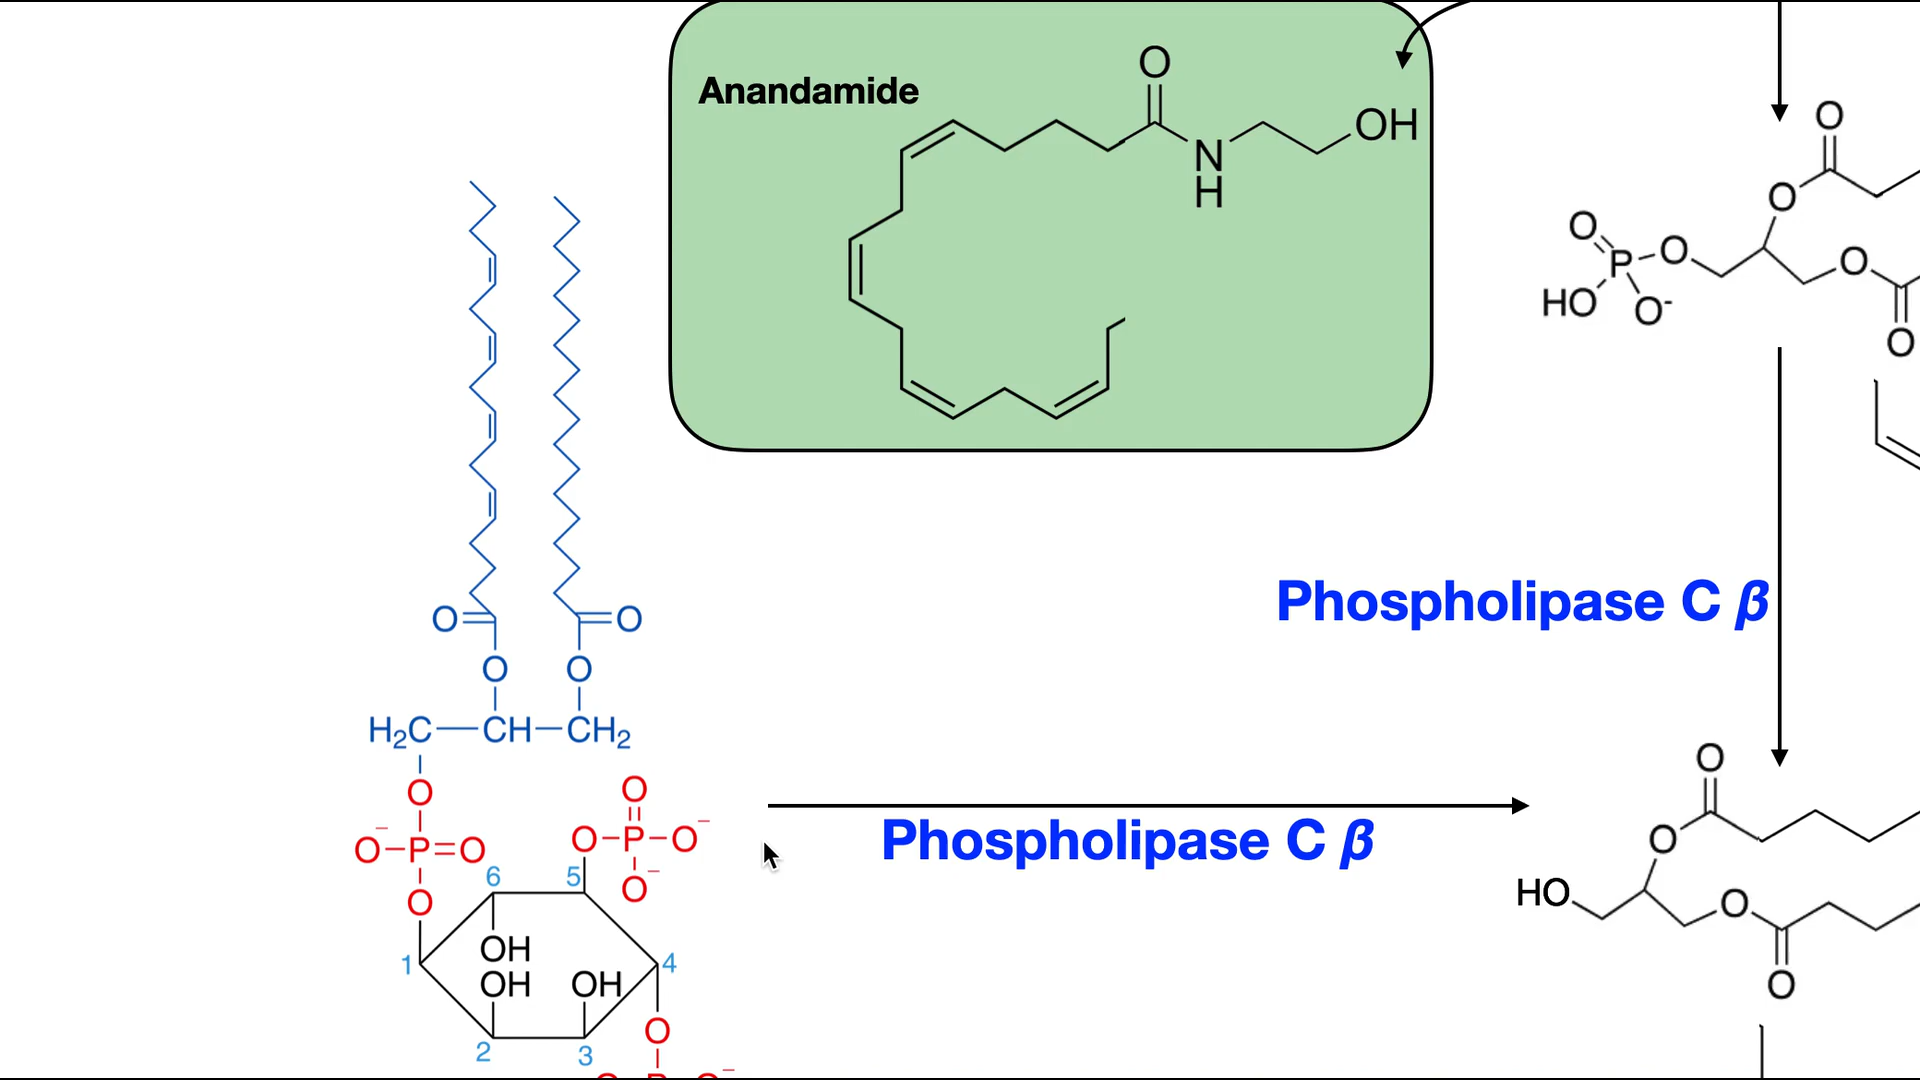 O
Anandamide
OH
N
H
O
O
O
P
O
O
HO
O-
O
Phospholipase C β
O
O
O
O
H₂C
CH
CH₂
O
O
O
P
O⁻
O
O⁻
P
O
6
5
O⁻
O
1
OH
4
OH
OH
2
3
O
O
P
O⁻
Phospholipase C β
O
O
HO
O
O